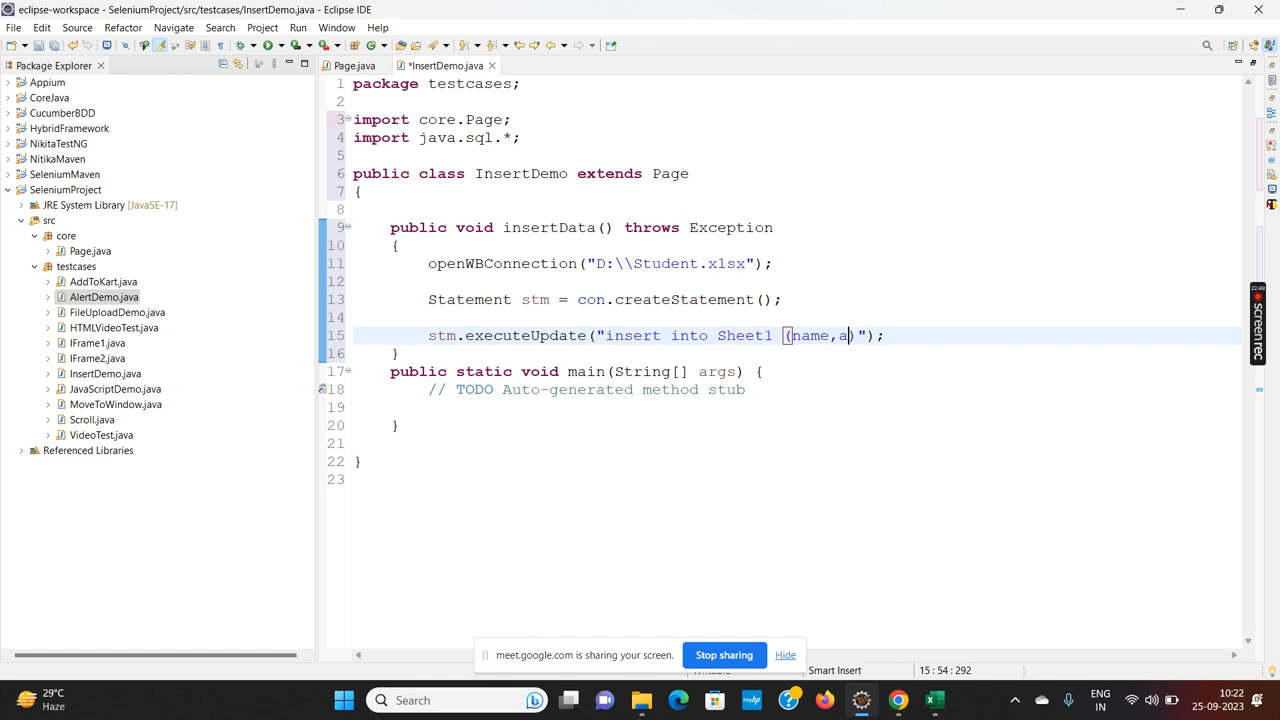 eclipse-workspace - SeleniumProject/src/testcases/InsertDemo.java - Eclipse IDE
File Edit Source Refactor Navigate Search Project Run Window Help
Package Explorer
Page.java
*InsertDemo.java
Appium
CoreJava
CucumberBDD
HybridFramework
NikitaTestNG
NitikaMaven
SeleniumMaven
SeleniumProject
JRE System Library [JavaSE-17]
src
core
Page.java
testcases
AddToKart.java
AlertDemo.java
FileUploadDemo.java
HTMLVideoTest.java
IFrame1.java
IFrame2.java
InsertDemo.java
JavaScriptDemo.java
MoveToWindow.java
Scroll.java
VideoTest.java
Referenced Libraries
1 package testcases;
2
3 import core.Page;
4 import java.sql.*;
5
6 public class InsertDemo extends Page
7 {
8
9 public void insertData() throws Exception
10 {
11 openWBConnection("D:\\Student.xlsx");
12
13 Statement stm = con.createStatement();
14
15 stm.executeUpdate("insert into Sheet1 (name,a)");
16 }
17 public static void main(String[] args) {
18 // TODO Auto-generated method stub
19
20 }
21
22 }
23
22:49
screen rec
meet.google.com is sharing your screen.
Stop sharing
Hide
Smart Insert
15 : 54 : 292
29°C
Haze
Search
ENG
IN
10:22
25-09-2023